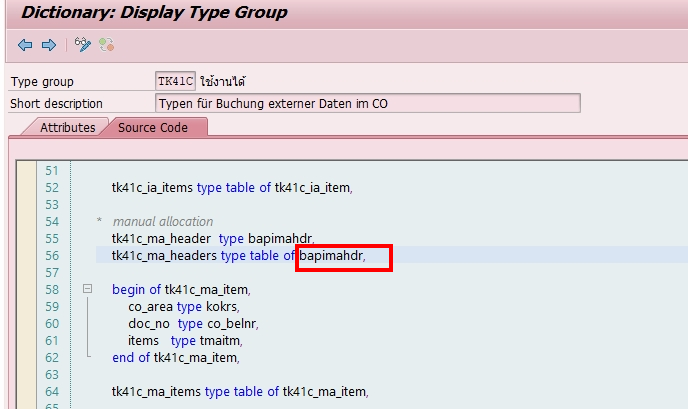 Dictionary: Display Type Group
Type group TK41C ใช้งานได้
Short description Typen für Buchung externer Daten im CO
Attributes Source Code
51
52 tk41c_ia_items type table of tk41c_ia_item,
53
54 * manual allocation
55 tk41c_ma_header type bapimahdr,
56 tk41c_ma_headers type table of bapimahdr,
57
58 begin of tk41c_ma_item,
59 co_area type kokrs,
60 doc_no type co_belnr,
61 items type tmaitm,
62 end of tk41c_ma_item,
63
64 tk41c_ma_items type table of tk41c_ma_item,